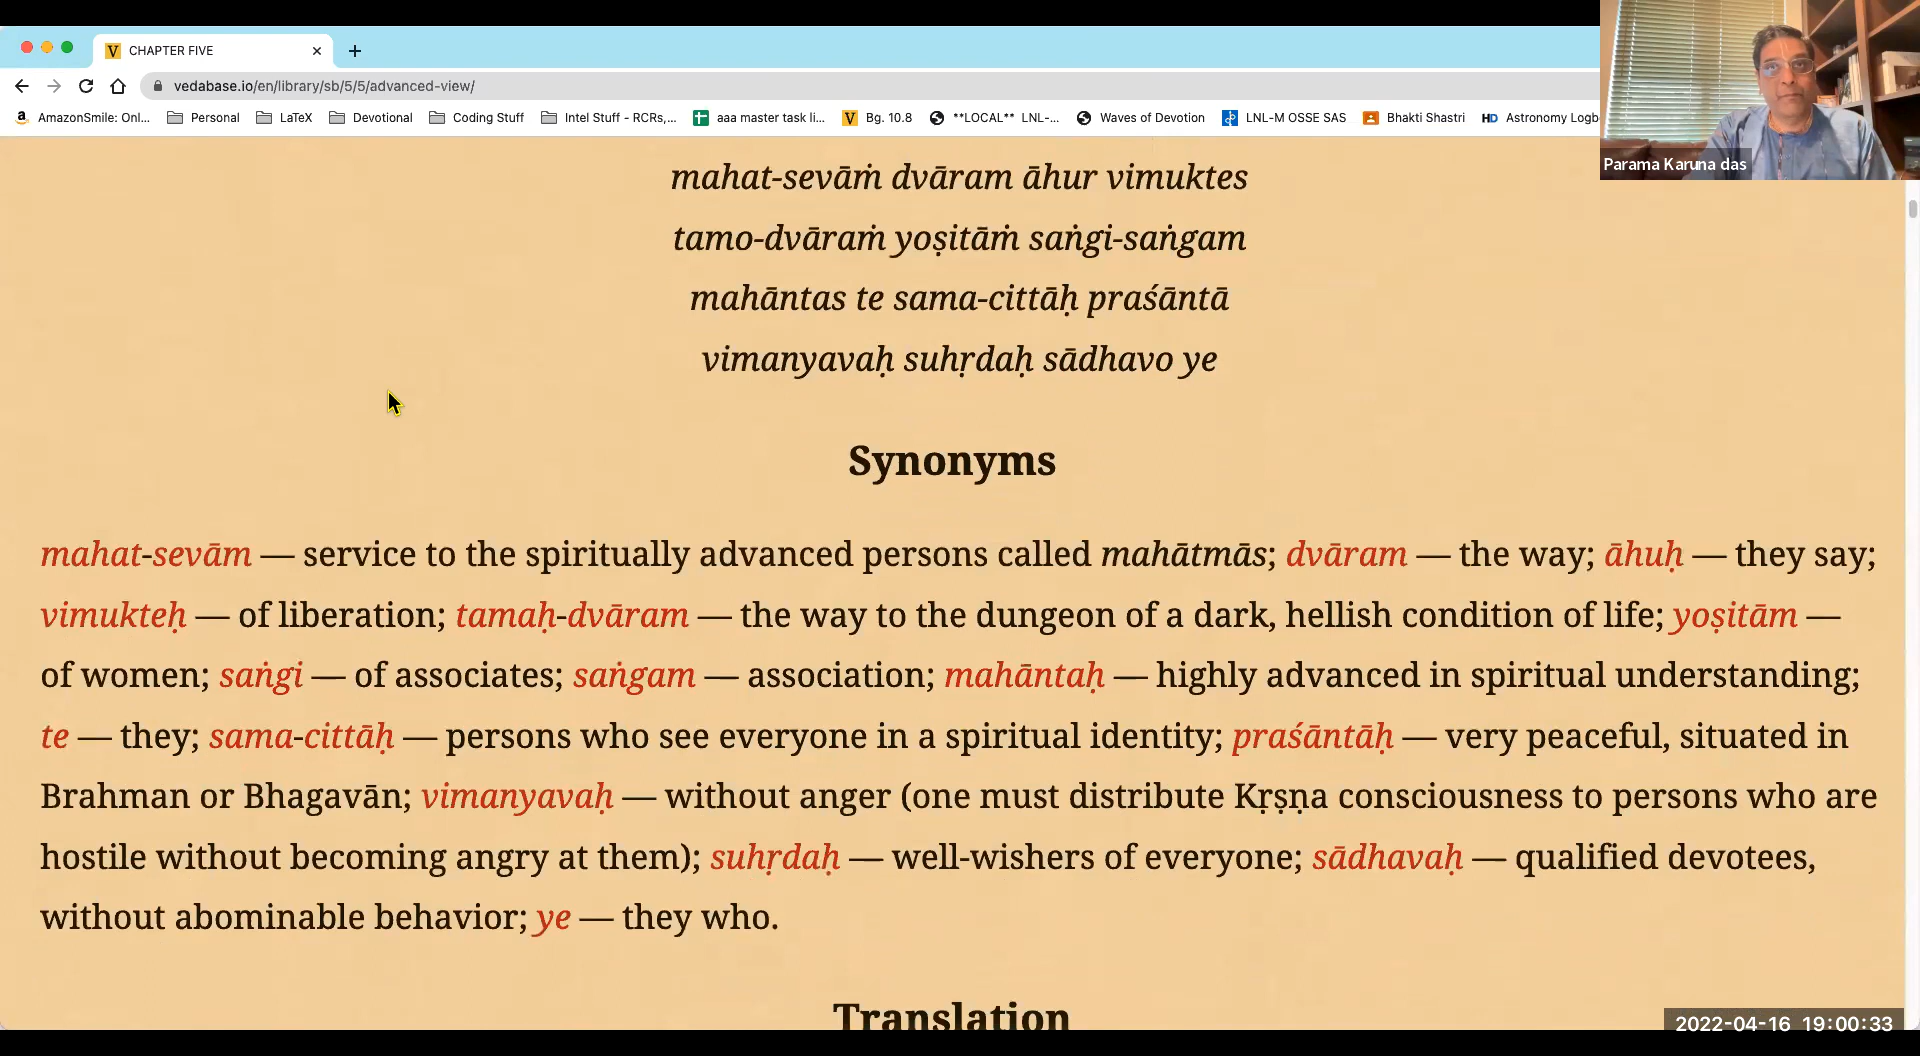 CHAPTER FIVE
vedabase.io/en/library/sb/5/5/advanced-view/
AmazonSmile: Onl... Personal LaTeX Devotional Coding Stuff Intel Stuff - RCRs,... aaa master task li... Bg. 10.8 **LOCAL** LNL-... Waves of Devotion LNL-M OSSE SAS Bhakti Shastri Astronomy Logb
Parama Karuna das
mahat-sevāṁ dvāram āhur vimuktes
tamo-dvāraṁ yoṣitāṁ saṅgi-saṅgam
mahāntas te sama-cittāḥ praśāntā
vimanyavaḥ suhṛdaḥ sādhavo ye
Synonyms
mahat-sevām — service to the spiritually advanced persons called mahātmās; dvāram — the way; āhuḥ — they say;
vimukteḥ — of liberation; tamaḥ-dvāram — the way to the dungeon of a dark, hellish condition of life; yoṣitām —
of women; saṅgi — of associates; saṅgam — association; mahāntaḥ — highly advanced in spiritual understanding;
te — they; sama-cittāḥ — persons who see everyone in a spiritual identity; praśāntāḥ — very peaceful, situated in
Brahman or Bhagavān; vimanyavaḥ — without anger (one must distribute Kṛṣṇa consciousness to persons who are
hostile without becoming angry at them); suhṛdaḥ — well-wishers of everyone; sādhavaḥ — qualified devotees,
without abominable behavior; ye — they who.
Translation
2022-04-16 19:00:33